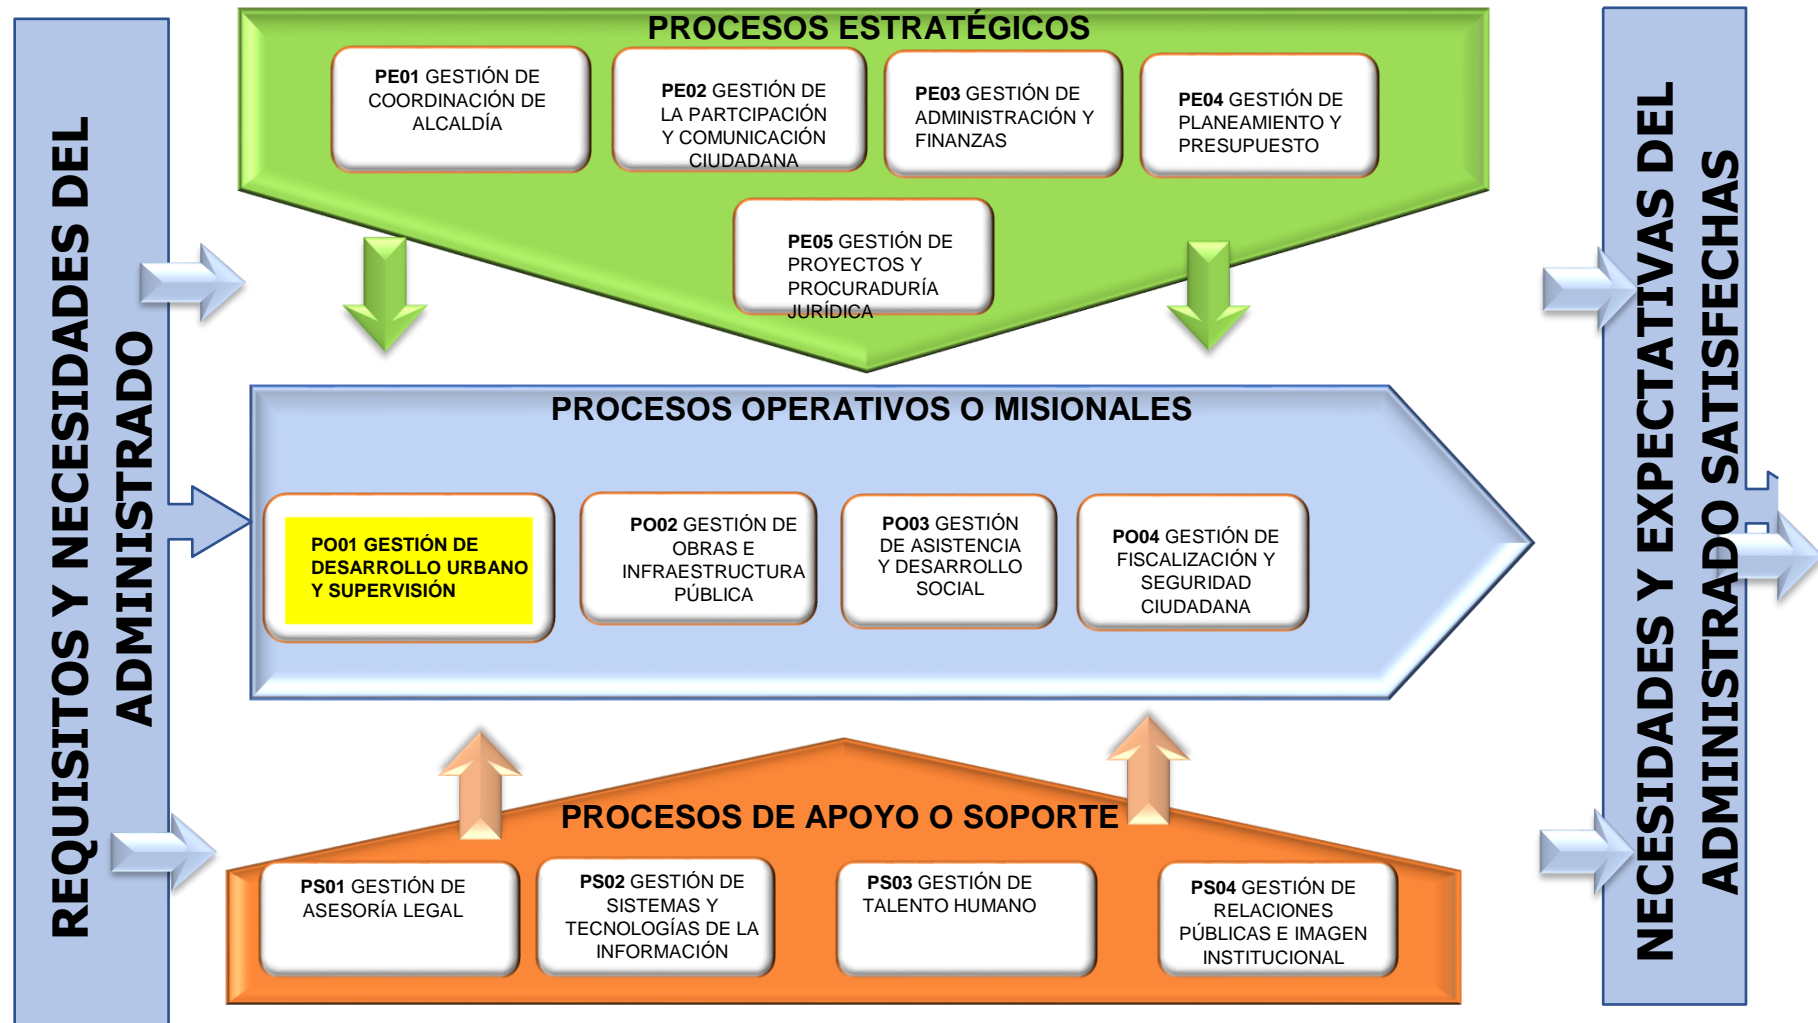 REQUISITOS Y NECESIDADES DEL
ADMINISTRADO
PROCESOS ESTRATÉGICOS
PE01 GESTIÓN DE
COORDINACIÓN DE
ALCALDÍA
PE02 GESTIÓN DE
LA PARTCIPACIÓN
Y COMUNICACIÓN
CIUDADANA
PE03 GESTIÓN DE
ADMINISTRACIÓN Y
FINANZAS
PE04 GESTIÓN DE
PLANEAMIENTO Y
PRESUPUESTO
PE05 GESTIÓN DE
PROYECTOS Y
PROCURADURÍA
JURÍDICA
PROCESOS OPERATIVOS O MISIONALES
PO01 GESTIÓN DE
DESARROLLO URBANO
Y SUPERVISIÓN
PO02 GESTIÓN DE
OBRAS E
INFRAESTRUCTURA
PÚBLICA
PO03 GESTIÓN
DE ASISTENCIA
Y DESARROLLO
SOCIAL
PO04 GESTIÓN DE
FISCALIZACIÓN Y
SEGURIDAD
CIUDADANA
PROCESOS DE APOYO O SOPORTE
PS01 GESTIÓN DE
ASESORÍA LEGAL
PS02 GESTIÓN DE
SISTEMAS Y
TECNOLOGÍAS DE LA
INFORMACIÓN
PS03 GESTIÓN DE
TALENTO HUMANO
PS04 GESTIÓN DE
RELACIONES
PÚBLICAS E IMAGEN
INSTITUCIONAL
NECESIDADES Y EXPECTATIVAS DEL
ADMINISTRADO SATISFECHAS